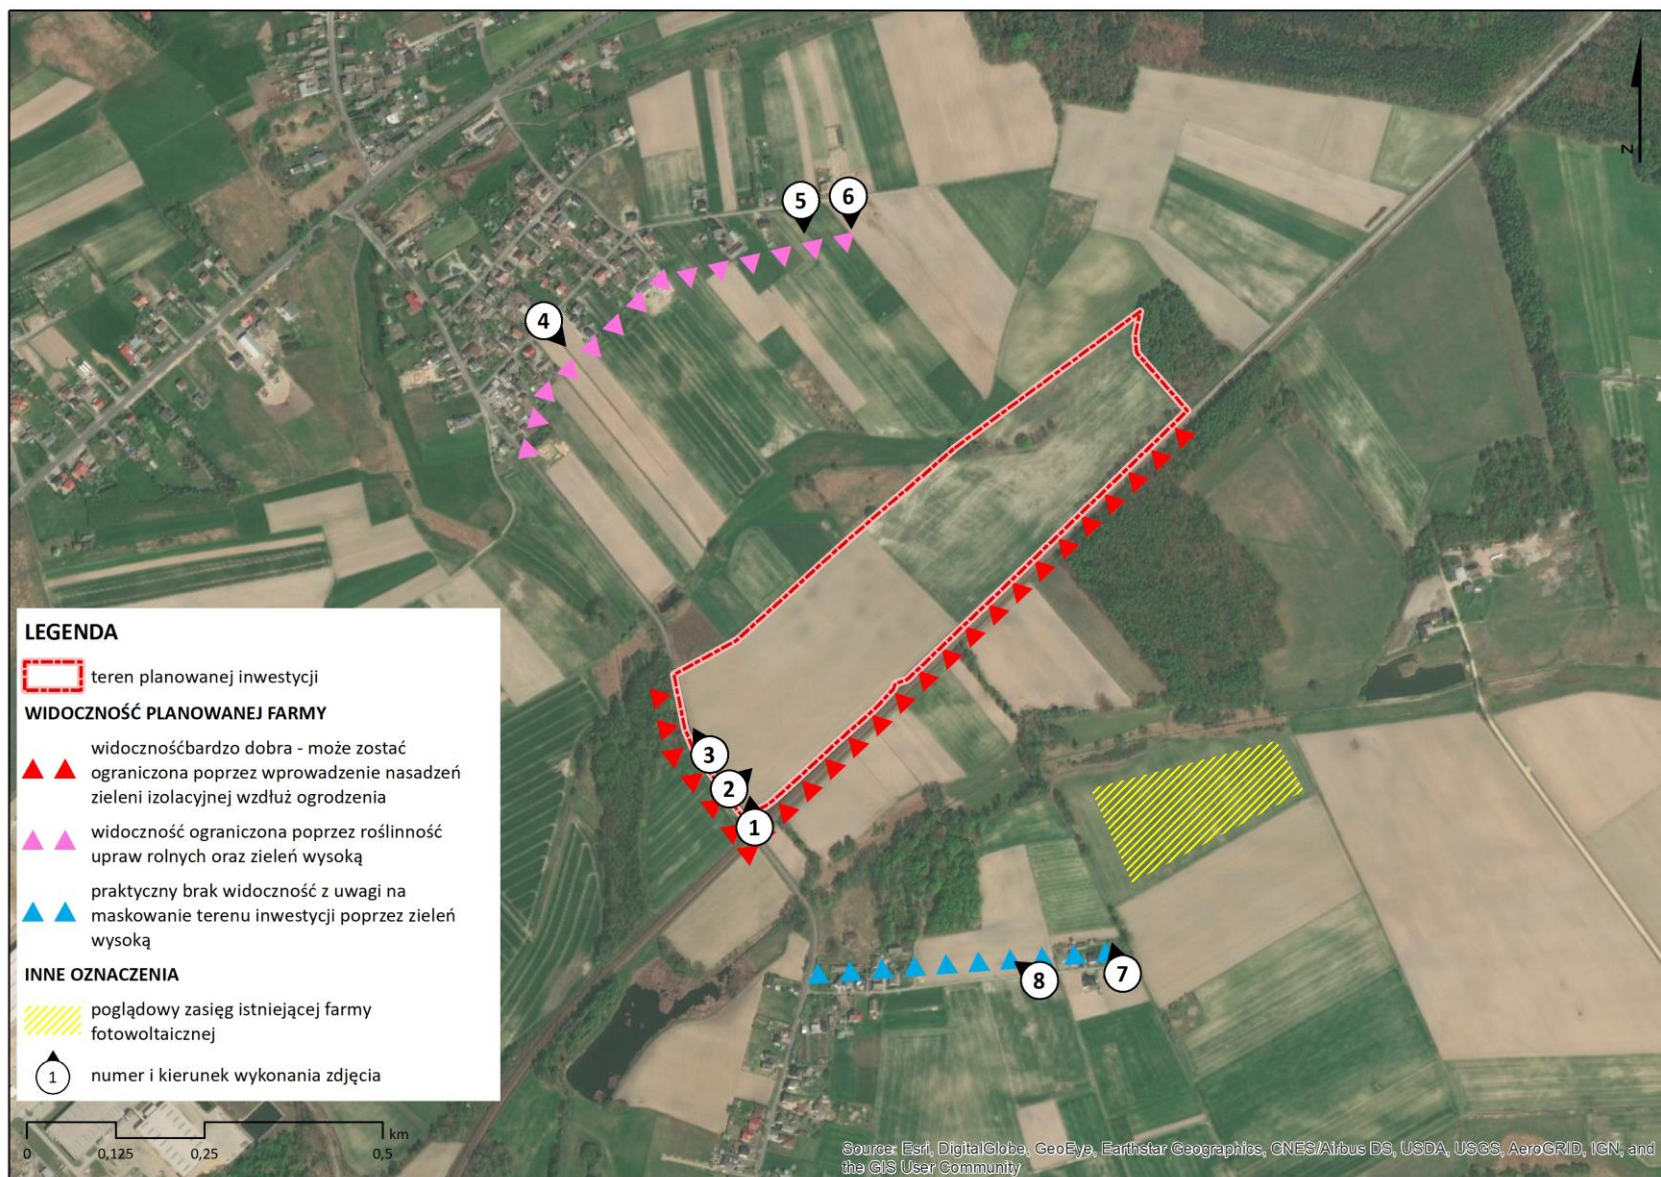 N
5
6
4
3
2
1
8
7
LEGENDA
teren planowanej inwestycji
WIDOCZNOŚĆ PLANOWANEJ FARMY
widocznośćbardzo dobra - może zostać
ograniczona poprzez wprowadzenie nasadzeń
zieleni izolacyjnej wzdłuż ogrodzenia
widoczność ograniczona poprzez roślinność
upraw rolnych oraz zieleń wysoką
praktyczny brak widoczność z uwagi na
maskowanie terenu inwestycji poprzez zieleń
wysoką
INNE OZNACZENIA
poglądowy zasięg istniejącej farmy
fotowoltaicznej
1 numer i kierunek wykonania zdjęcia
km
0 0,125 0,25 0,5
Source: Esri, DigitalGlobe, GeoEye, Earthstar Geographics, CNES/Airbus DS, USDA, USGS, AeroGRID, IGN, and
the GIS User Community